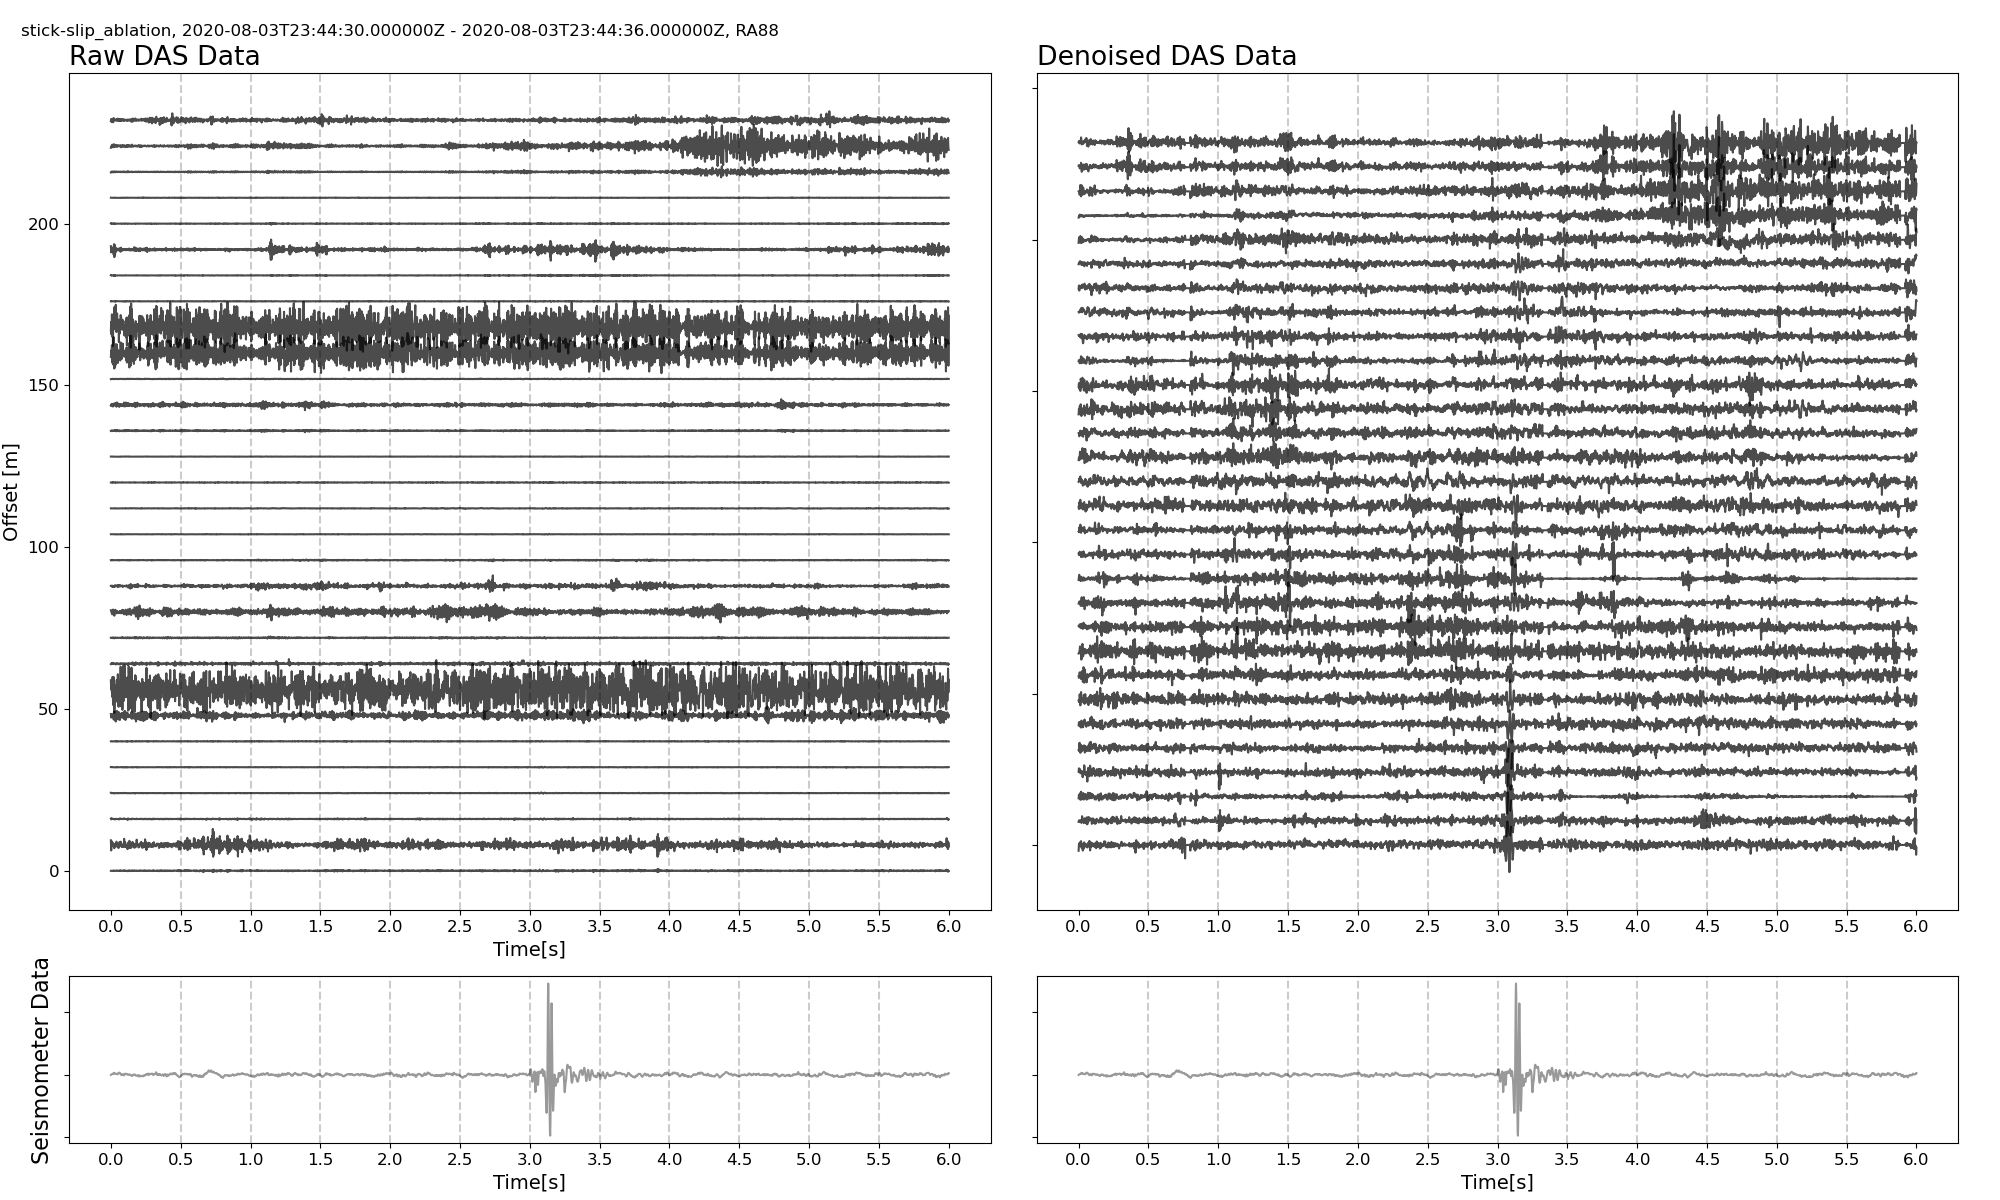 stick-slip_ablation, 2020-08-03T23:44:30.000000Z - 2020-08-03T23:44:36.000000Z, RA88
Raw DAS Data
Denoised DAS Data
Offset [m]
200
150
100
50
0
0.0 0.5 1.0 1.5 2.0 2.5 3.0 3.5 4.0 4.5 5.0 5.5 6.0
Time[s]
0.0 0.5 1.0 1.5 2.0 2.5 3.0 3.5 4.0 4.5 5.0 5.5 6.0
Seismometer Data
0.0 0.5 1.0 1.5 2.0 2.5 3.0 3.5 4.0 4.5 5.0 5.5 6.0
Time[s]
0.0 0.5 1.0 1.5 2.0 2.5 3.0 3.5 4.0 4.5 5.0 5.5 6.0
Time[s]